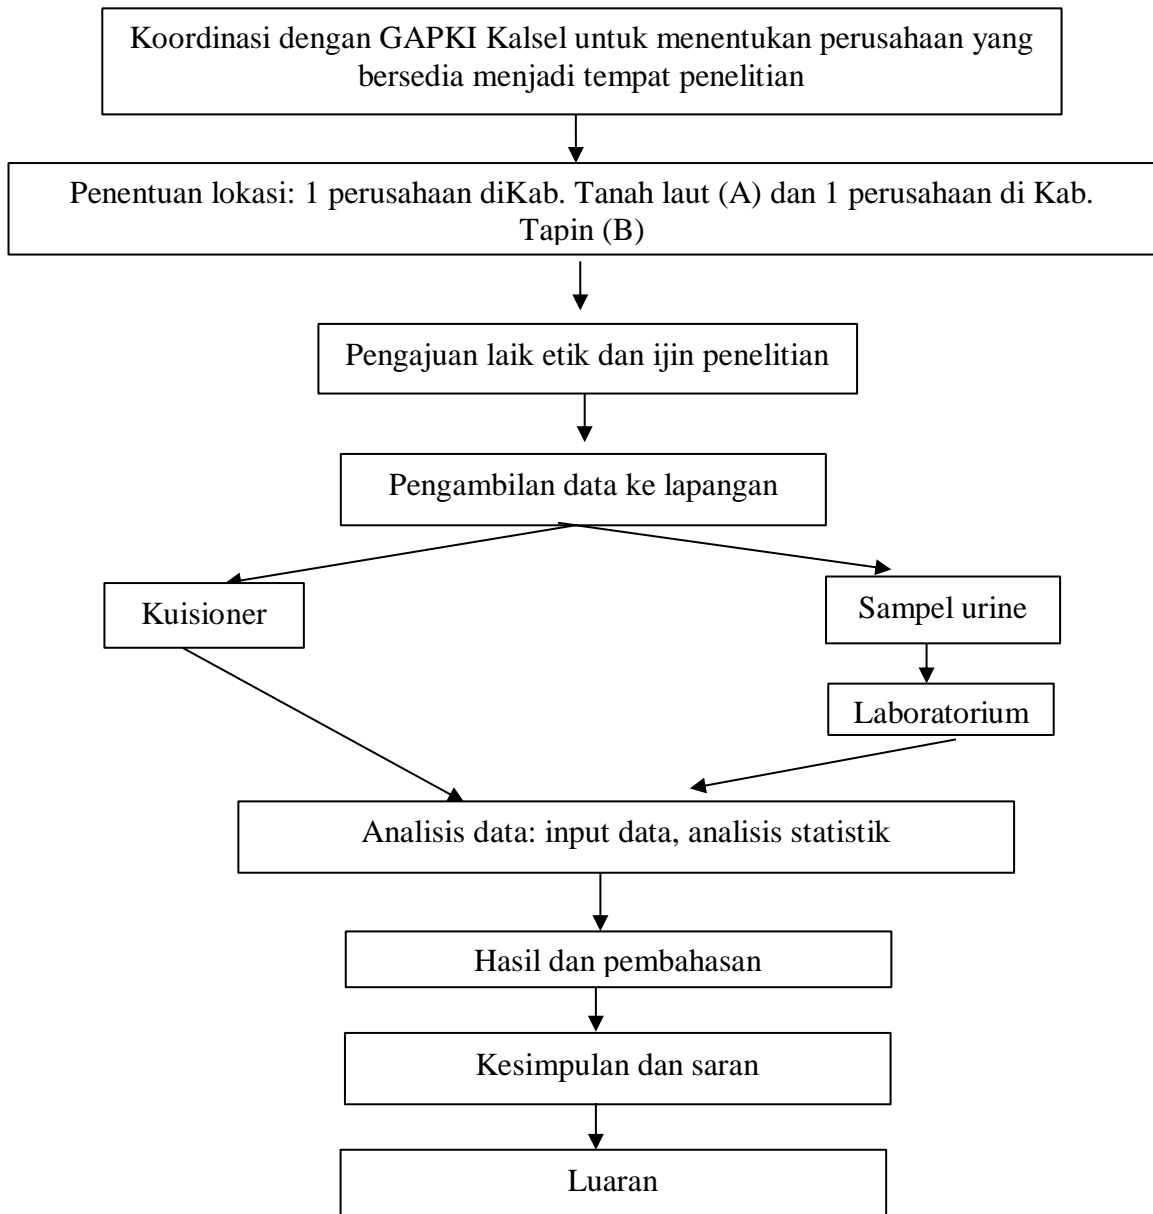 Koordinasi dengan GAPKI Kalsel untuk menentukan perusahaan yang
bersedia menjadi tempat penelitian
Penentuan lokasi: 1 perusahaan diKab. Tanah laut (A) dan 1 perusahaan di Kab.
Tapin (B)
Pengajuan laik etik dan ijin penelitian
Pengambilan data ke lapangan
Kuisioner
Sampel urine
Laboratorium
Analisis data: input data, analisis statistik
Hasil dan pembahasan
Kesimpulan dan saran
Luaran